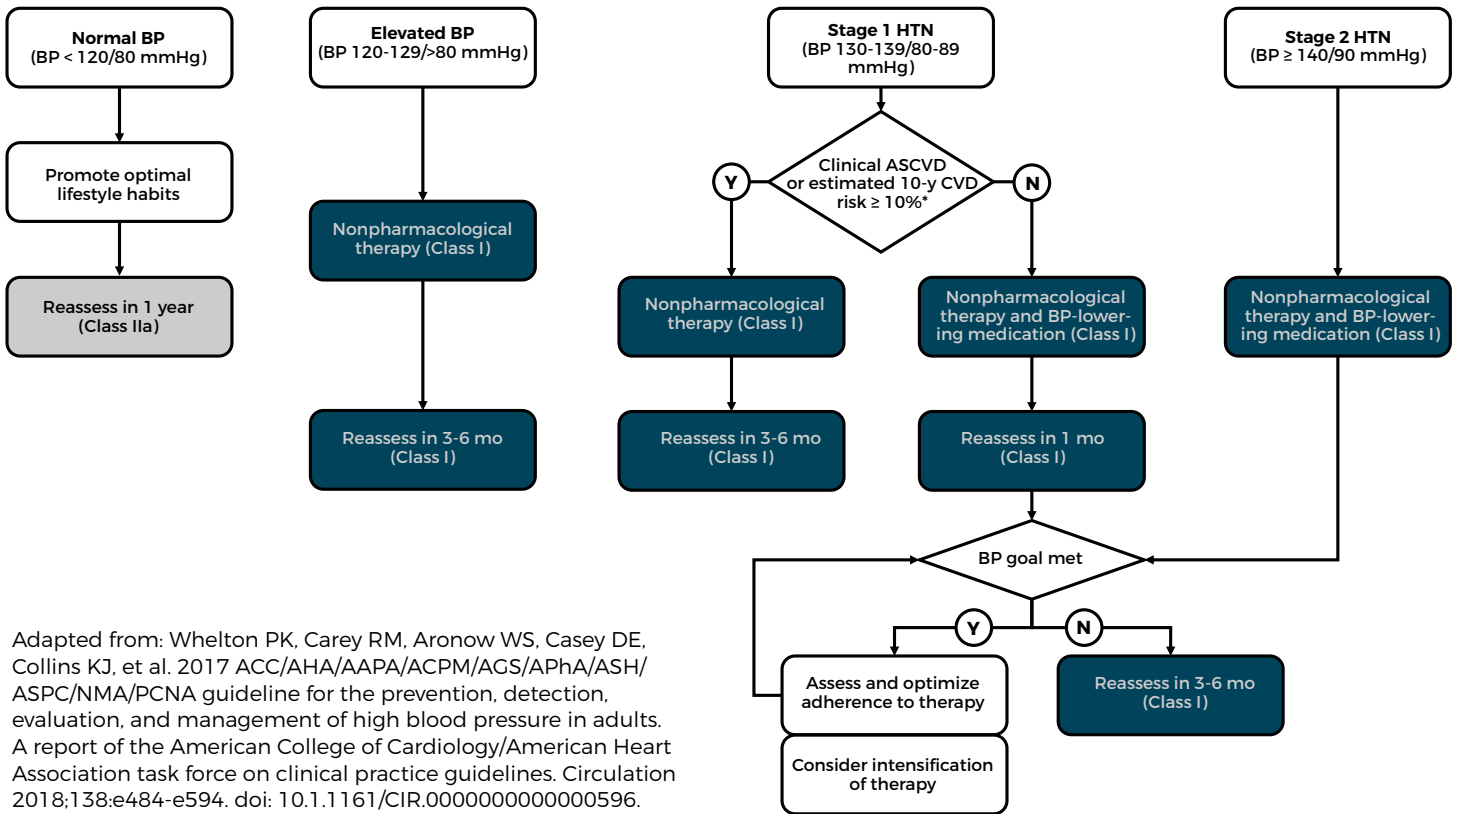 Normal BP
(BP < 120/80 mmHg)
Promote optimal
lifestyle habits
Reassess in 1 year
(Class IIa)
Elevated BP
(BP 120-129/>80 mmHg)
Nonpharmacological
therapy (Class I)
Reassess in 3-6 mo
(Class I)
Stage 1 HTN
(BP 130-139/80-89
mmHg)
Clinical ASCVD
or estimated 10-y CVD
risk ≥ 10%*
Y
N
Nonpharmacological
therapy (Class I)
Reassess in 3-6 mo
(Class I)
Nonpharmacological
therapy and BP-lower-
ing medication (Class I)
Reassess in 1 mo
(Class I)
Stage 2 HTN
(BP ≥ 140/90 mmHg)
Nonpharmacological
therapy and BP-lower-
ing medication (Class I)
BP goal met
Y
N
Assess and optimize
adherence to therapy
Consider intensification
of therapy
Reassess in 3-6 mo
(Class I)
Adapted from: Whelton PK, Carey RM, Aronow WS, Casey DE,
Collins KJ, et al. 2017 ACC/AHA/AAPA/ACPM/AGS/APhA/ASH/
ASPC/NMA/PCNA guideline for the prevention, detection,
evaluation, and management of high blood pressure in adults.
A report of the American College of Cardiology/American Heart
Association task force on clinical practice guidelines. Circulation
2018;138:e484-e594. doi: 10.1.1161/CIR.0000000000000596.